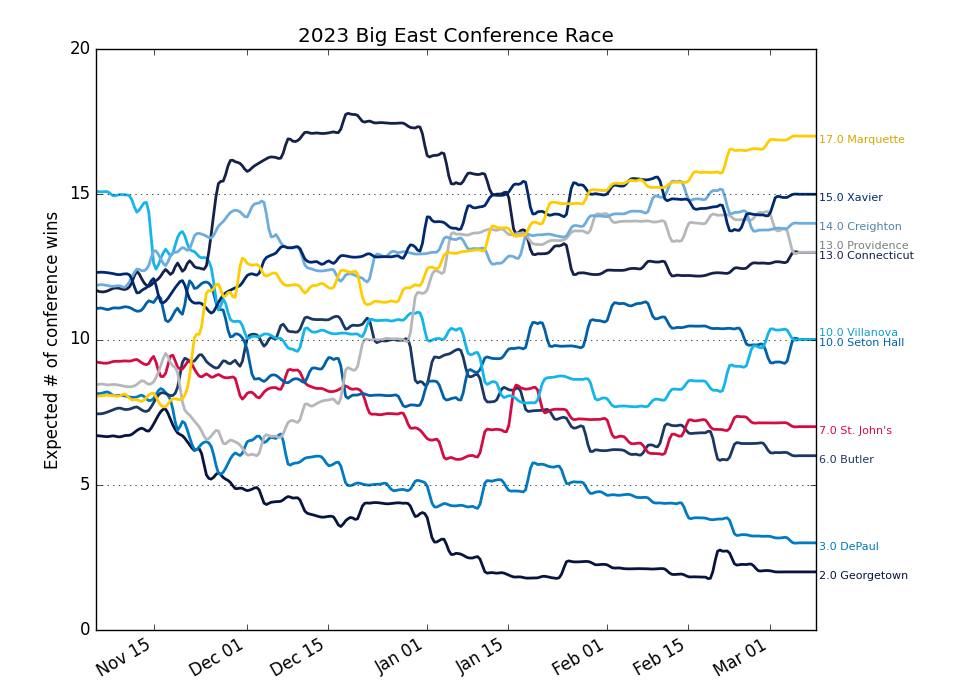 2023 Big East Conference Race
Expected # of conference wins
20
15
10
5
0
17.0 Marquette
15.0 Xavier
14.0 Creighton
13.0 Providence
13.0 Connecticut
10.0 Villanova
10.0 Seton Hall
7.0 St. John's
6.0 Butler
3.0 DePaul
2.0 Georgetown
Nov 15
Dec 01
Dec 15
Jan 01
Jan 15
Feb 01
Feb 15
Mar 01